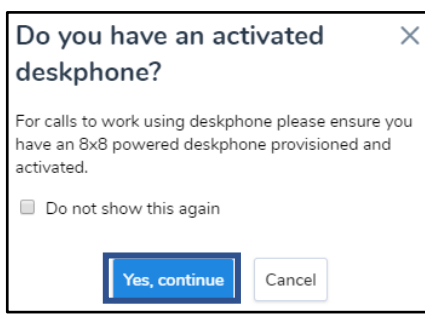 Do you have an activated
deskphone?
For calls to work using deskphone please ensure you
have an 8x8 powered deskphone provisioned and
activated.
Do not show this again
Yes, continue
Cancel